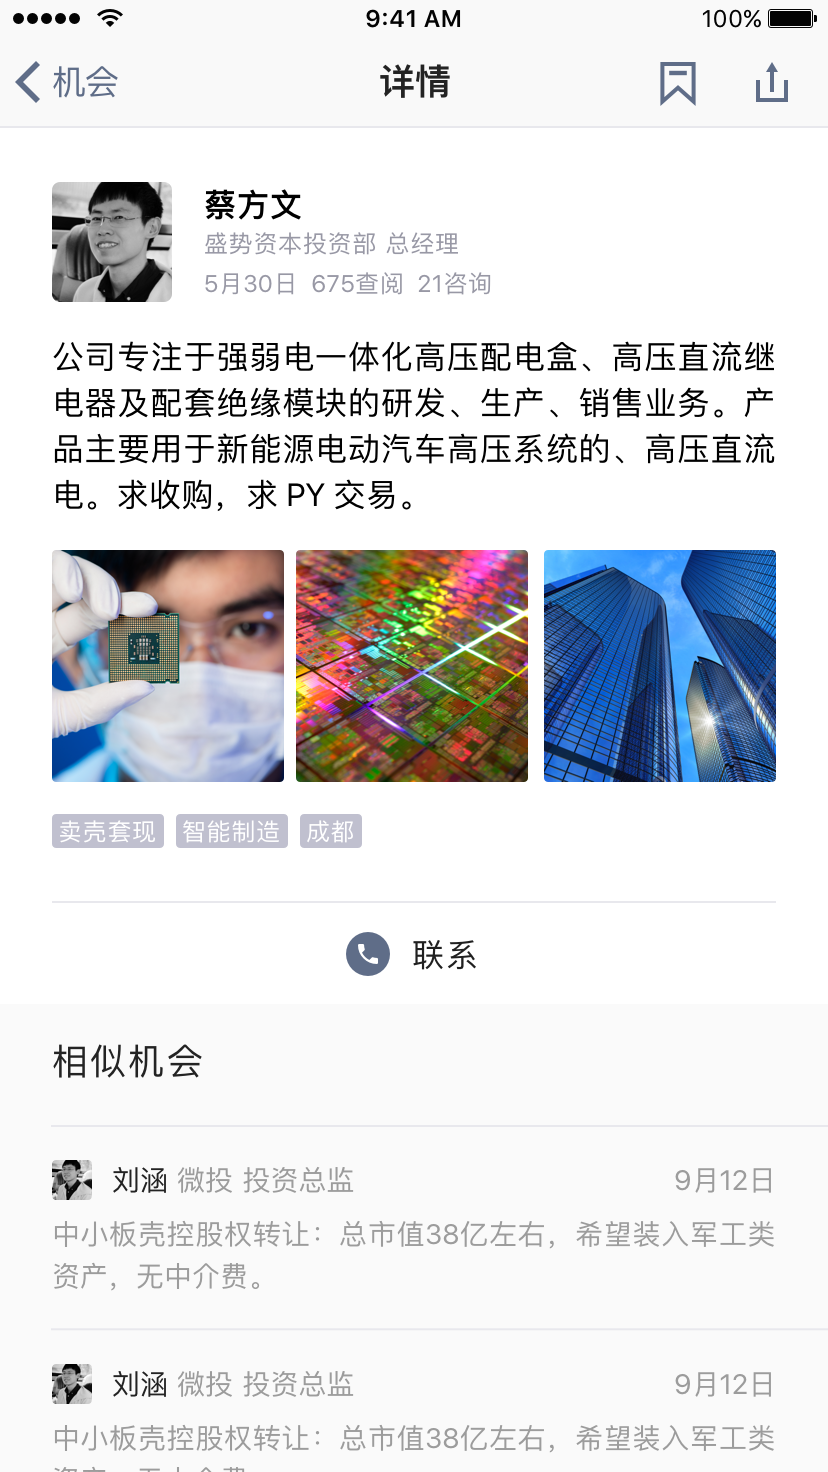 9:41 AM 100%
机会 详情
蔡方文
盛势资本投资部 总经理
5月30日 675查阅 21咨询
公司专注于强弱电一体化高压配电盒、高压直流继
电器及配套绝缘模块的研发、生产、销售业务。产
品主要用于新能源电动汽车高压系统的、高压直流
电。求收购，求 PY 交易。
卖壳套现 智能制造 成都
联系
相似机会
刘涵 微投 投资总监 9月12日
中小板壳控股权转让：总市值38亿左右，希望装入军工类
资产，无中介费。
刘涵 微投 投资总监 9月12日
中小板壳控股权转让：总市值38亿左右，希望装入军工类